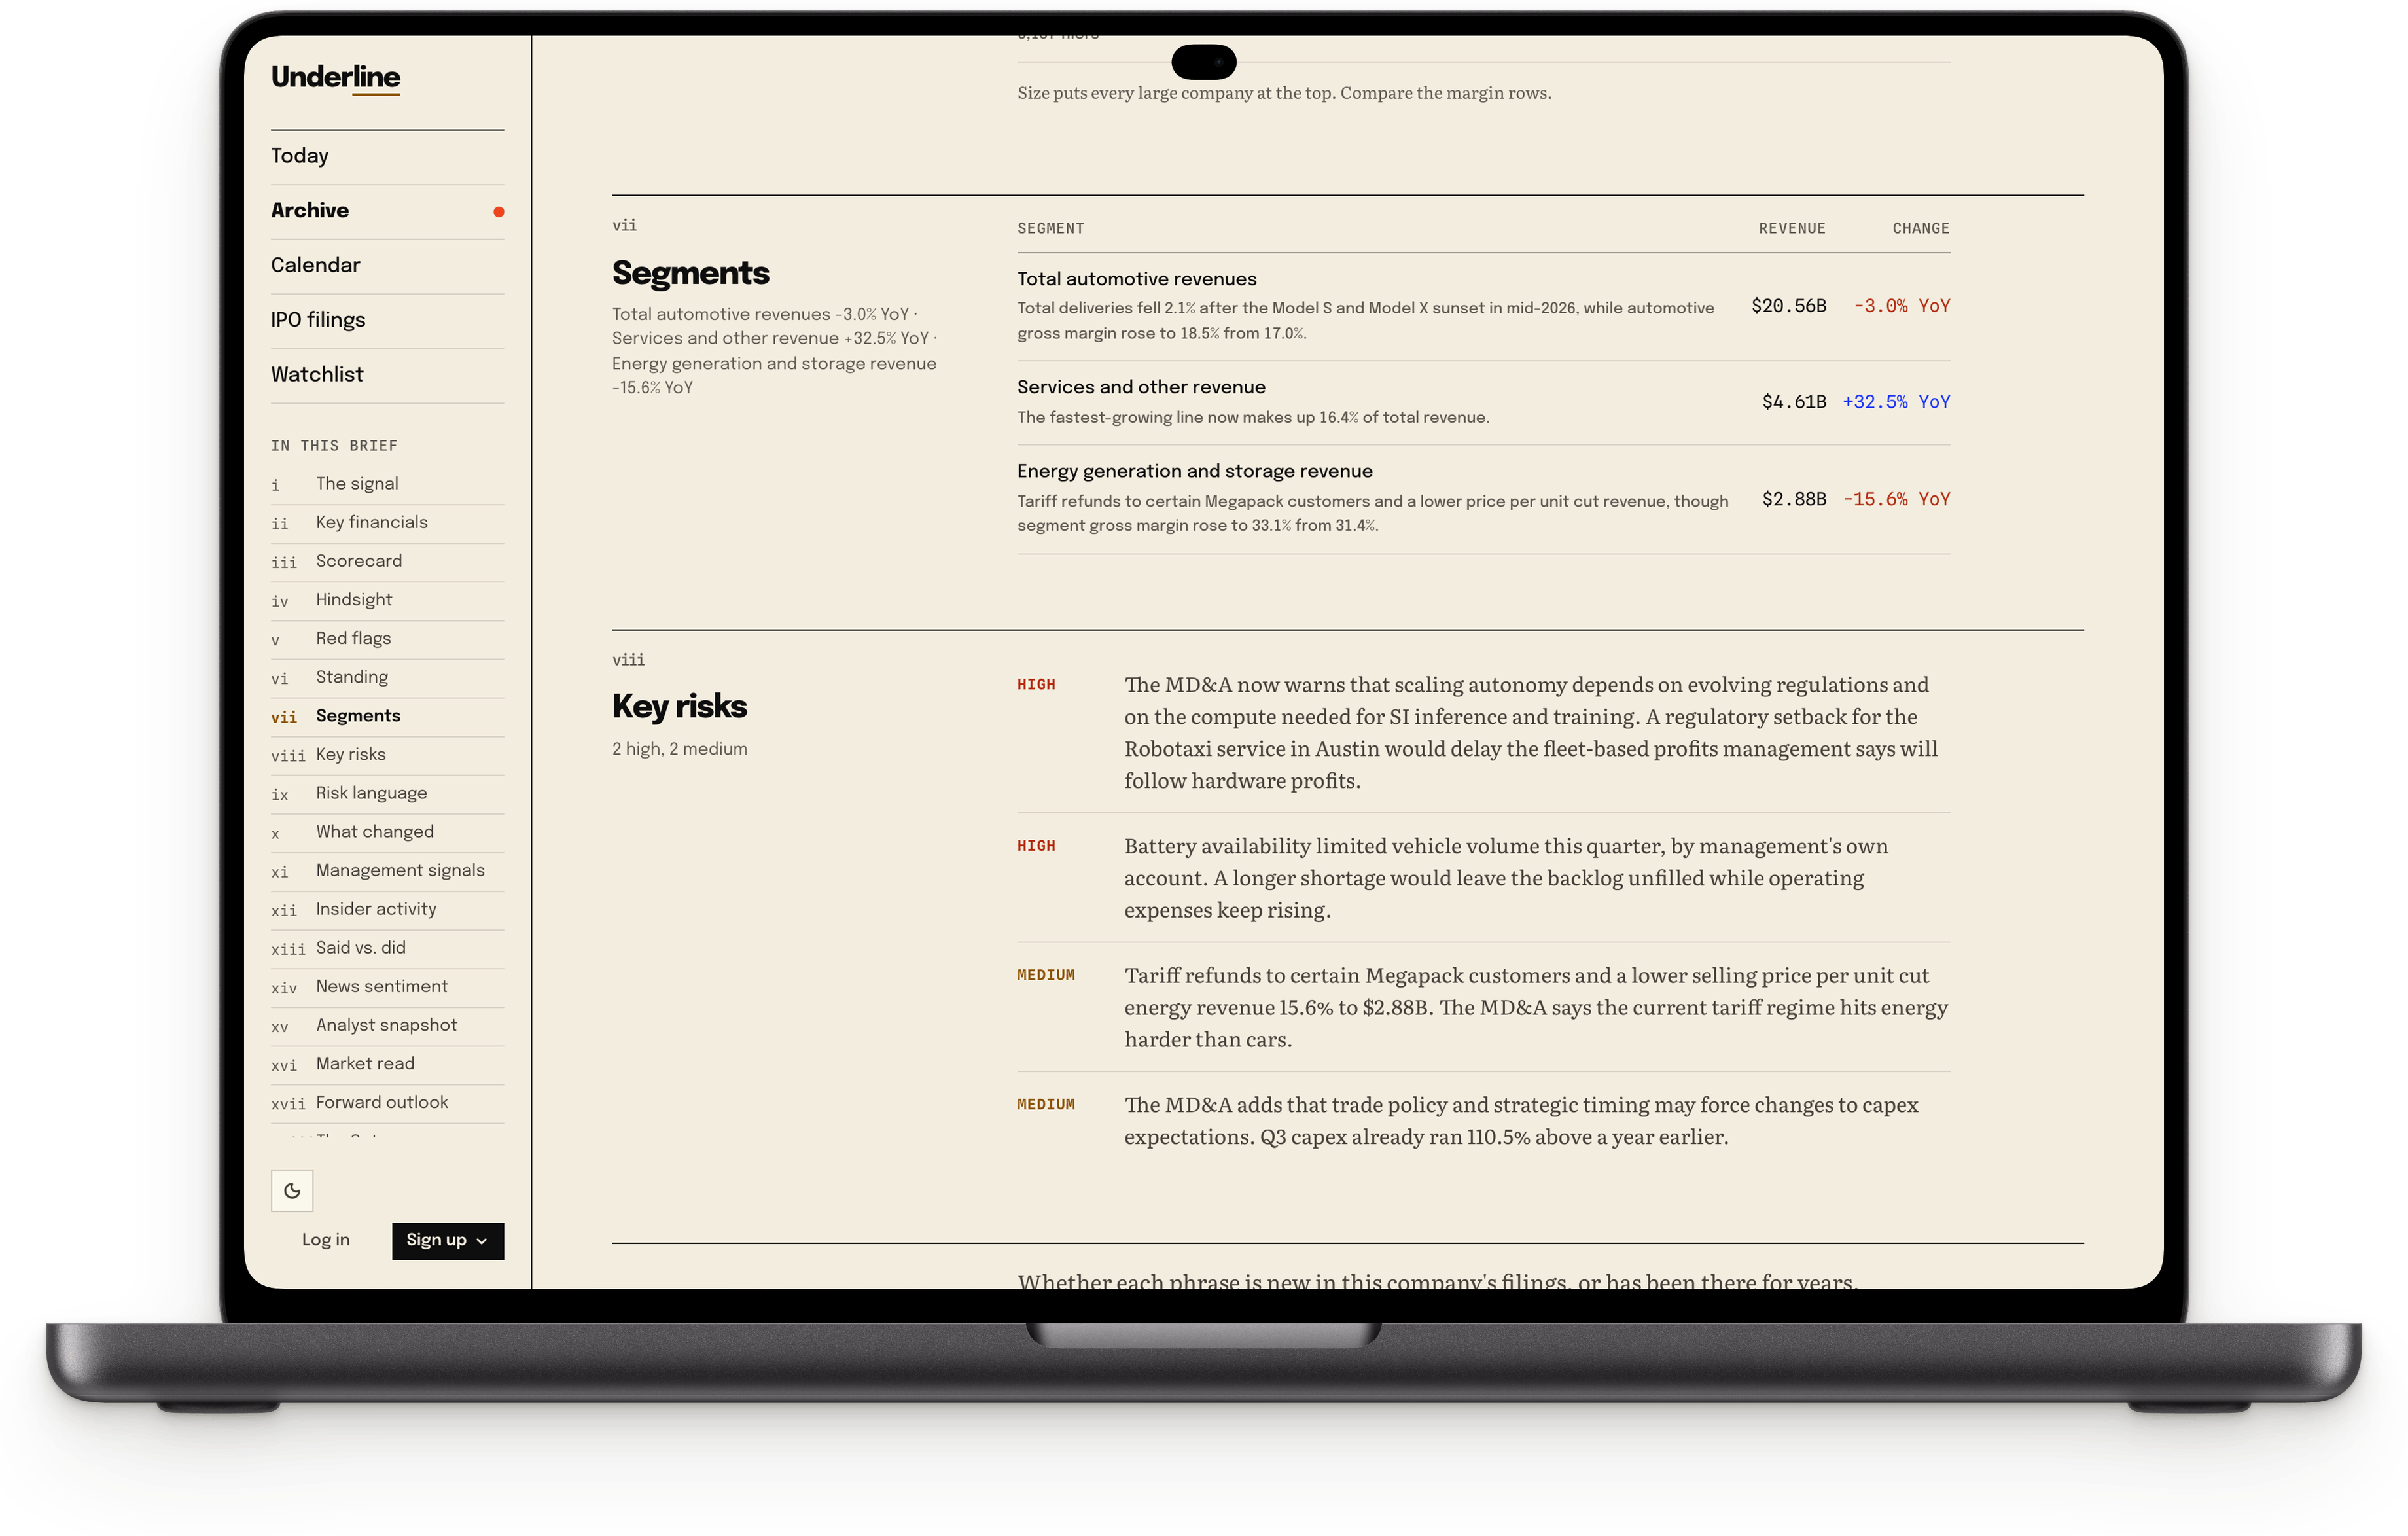 Underline
Today
Archive
Calendar
IPO filings
Watchlist
IN THIS BRIEF
i The signal
ii Key financials
iii Scorecard
iv Hindsight
v Red flags
vi Standing
vii Segments
viii Key risks
ix Risk language
x What changed
xi Management signals
xii Insider activity
xiii Said vs. did
xiv News sentiment
xv Analyst snapshot
xvi Market read
xvii Forward outlook
Log in
Sign up
Size puts every large company at the top. Compare the margin rows.
vii
Segments
Total automotive revenues -3.0% YoY ·
Services and other revenue +32.5% YoY ·
Energy generation and storage revenue
-15.6% YoY
SEGMENT REVENUE CHANGE
Total automotive revenues
Total deliveries fell 2.1% after the Model S and Model X sunset in mid-2026, while automotive
gross margin rose to 18.5% from 17.0%.
$20.56B -3.0% YoY
Services and other revenue
The fastest-growing line now makes up 16.4% of total revenue.
$4.61B +32.5% YoY
Energy generation and storage revenue
Tariff refunds to certain Megapack customers and a lower price per unit cut revenue, though
segment gross margin rose to 33.1% from 31.4%.
$2.88B -15.6% YoY
viii
Key risks
2 high, 2 medium
HIGH
The MD&A now warns that scaling autonomy depends on evolving regulations and
on the compute needed for SI inference and training. A regulatory setback for the
Robotaxi service in Austin would delay the fleet-based profits management says will
follow hardware profits.
HIGH
Battery availability limited vehicle volume this quarter, by management's own
account. A longer shortage would leave the backlog unfilled while operating
expenses keep rising.
MEDIUM
Tariff refunds to certain Megapack customers and a lower selling price per unit cut
energy revenue 15.6% to $2.88B. The MD&A says the current tariff regime hits energy
harder than cars.
MEDIUM
The MD&A adds that trade policy and strategic timing may force changes to capex
expectations. Q3 capex already ran 110.5% above a year earlier.
Whether each phrase is new in this company's filings, or has been there for years.